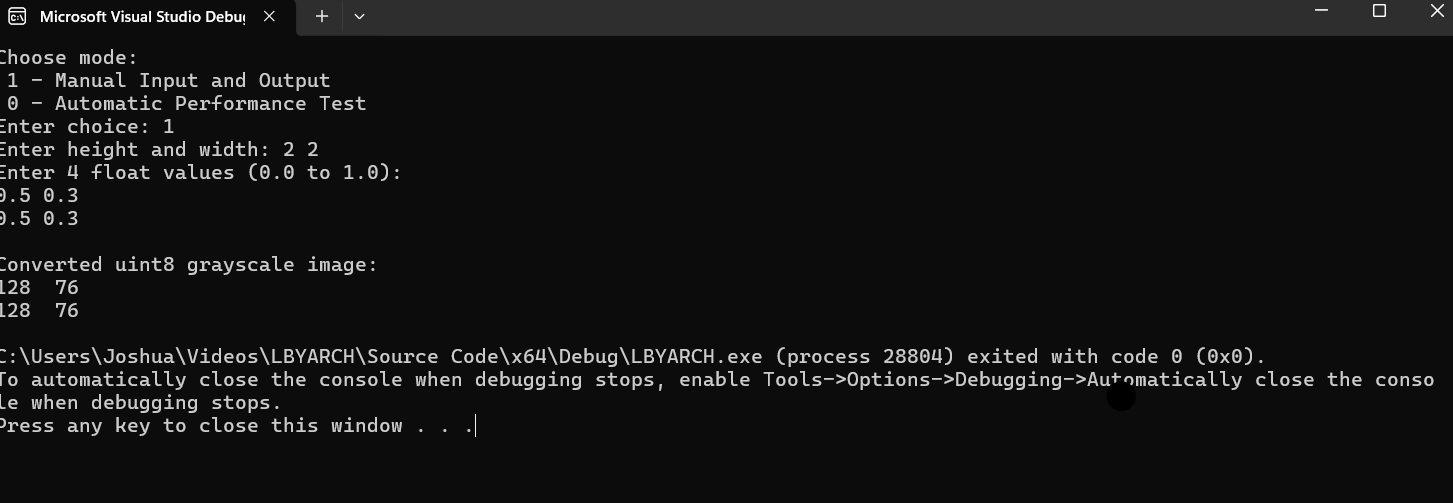 Microsoft Visual Studio Debu
Choose mode:
1 - Manual Input and Output
0 - Automatic Performance Test
Enter choice: 1
Enter height and width: 2 2
Enter 4 float values (0.0 to 1.0):
0.5 0.3
0.5 0.3
Converted uint8 grayscale image:
128  76
128  76
C:\Users\Joshua\Videos\LBYARCH\Source Code\x64\Debug\LBYARCH.exe (process 28804) exited with code 0 (0x0).
To automatically close the console when debugging stops, enable Tools->Options->Debugging->Automatically close the conso
le when debugging stops.
Press any key to close this window . . .